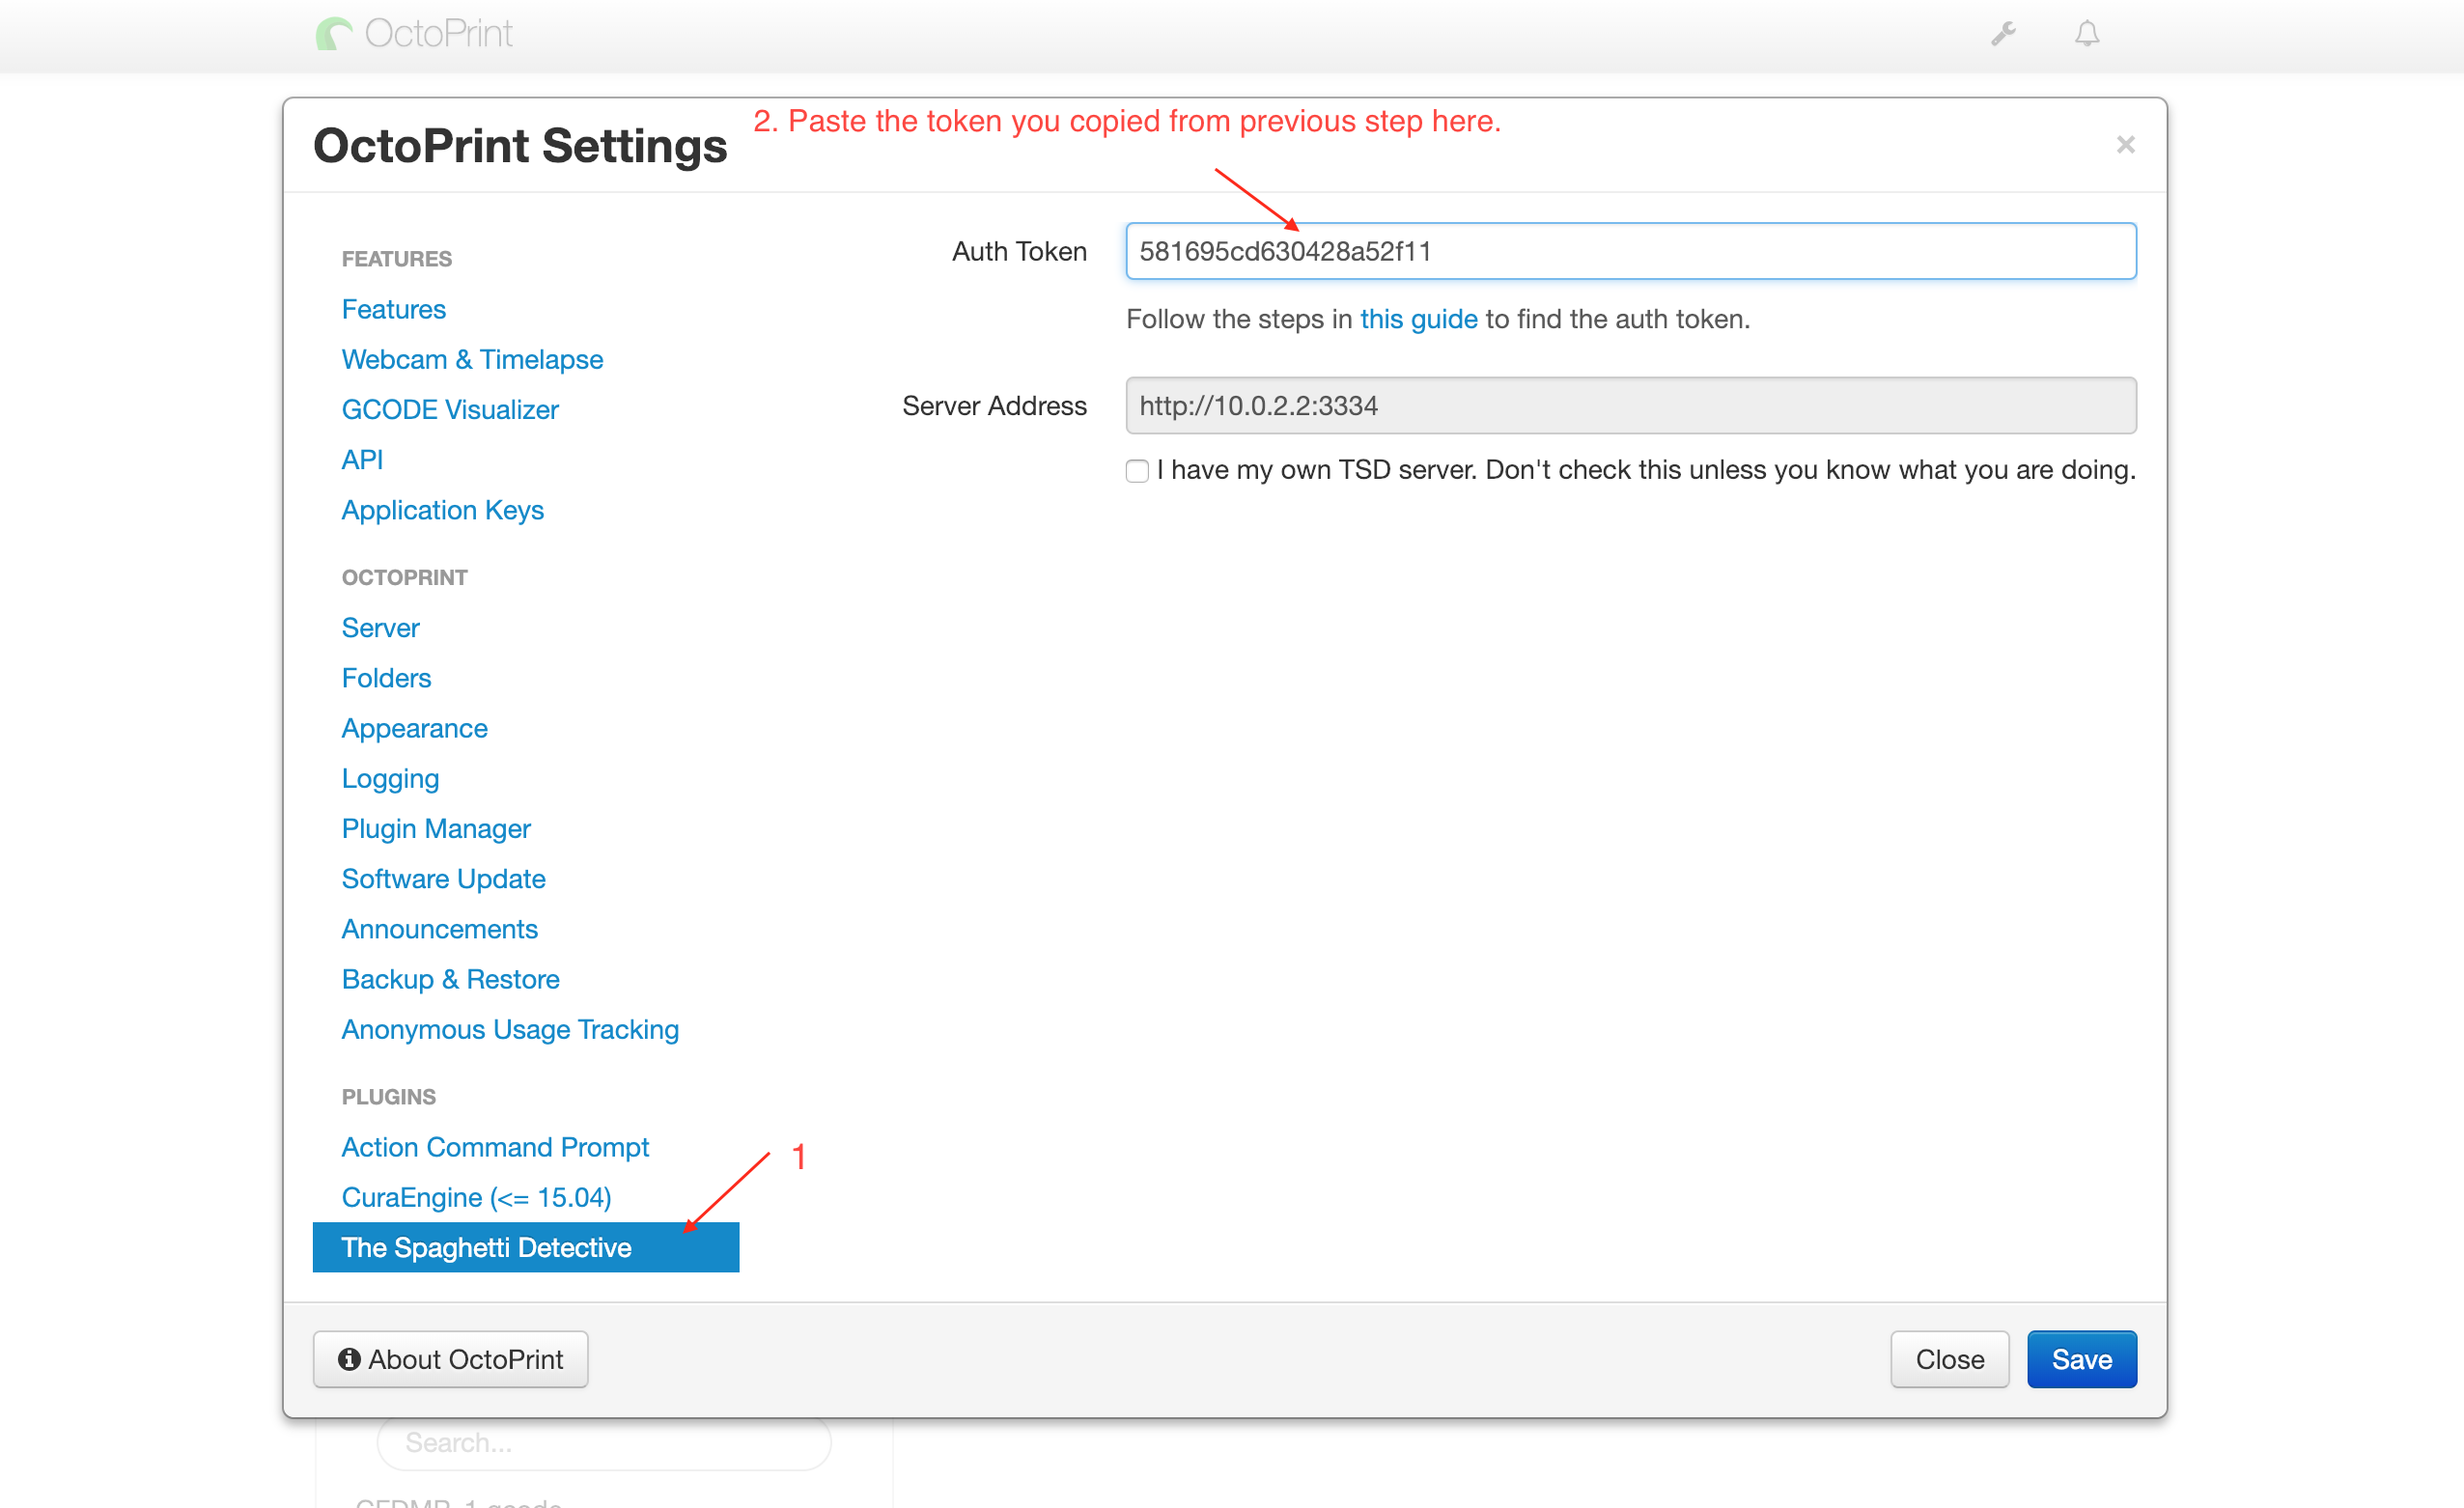 OctoPrint
2. Paste the token you copied from previous step here.
OctoPrint Settings
×
FEATURES
Features
Webcam & Timelapse
GCODE Visualizer
API
Application Keys
OCTOPRINT
Server
Folders
Appearance
Logging
Plugin Manager
Software Update
Announcements
Backup & Restore
Anonymous Usage Tracking
PLUGINS
Action Command Prompt
1
CuraEngine (<= 15.04)
The Spaghetti Detective
Auth Token
581695cd630428a52f11
Follow the steps in this guide to find the auth token.
Server Address
http://10.0.2.2:3334
I have my own TSD server. Don't check this unless you know what you are doing.
About OctoPrint
Close
Save
Search...